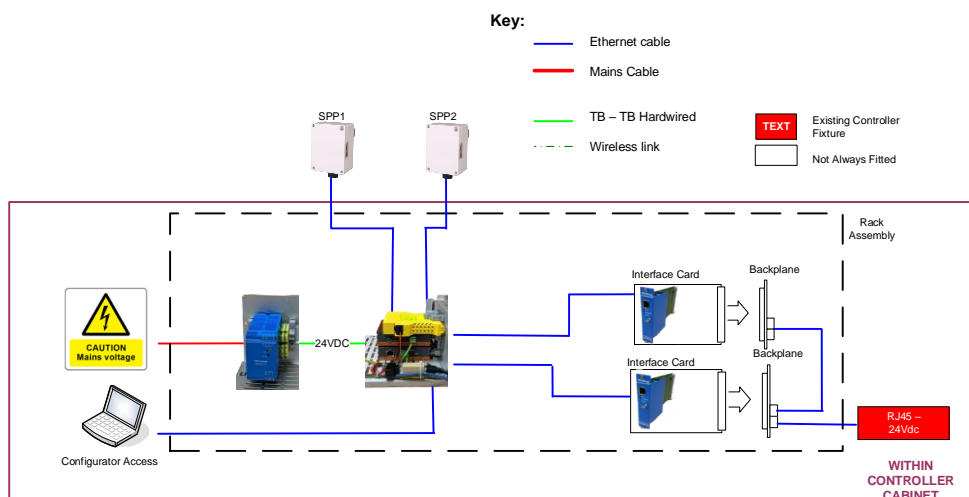 Key:
Ethernet cable
Mains Cable
TB – TB Hardwired
Wireless link
TEXT
Existing Controller
Fixture
Not Always Fitted
SPP1
SPP2
Rack
Assembly
Interface Card
Backplane
CAUTION
Mains voltage
24VDC
Interface Card
Backplane
RJ45 –
24Vdc
Configurator Access
WITHIN
CONTROLLER
CABINET